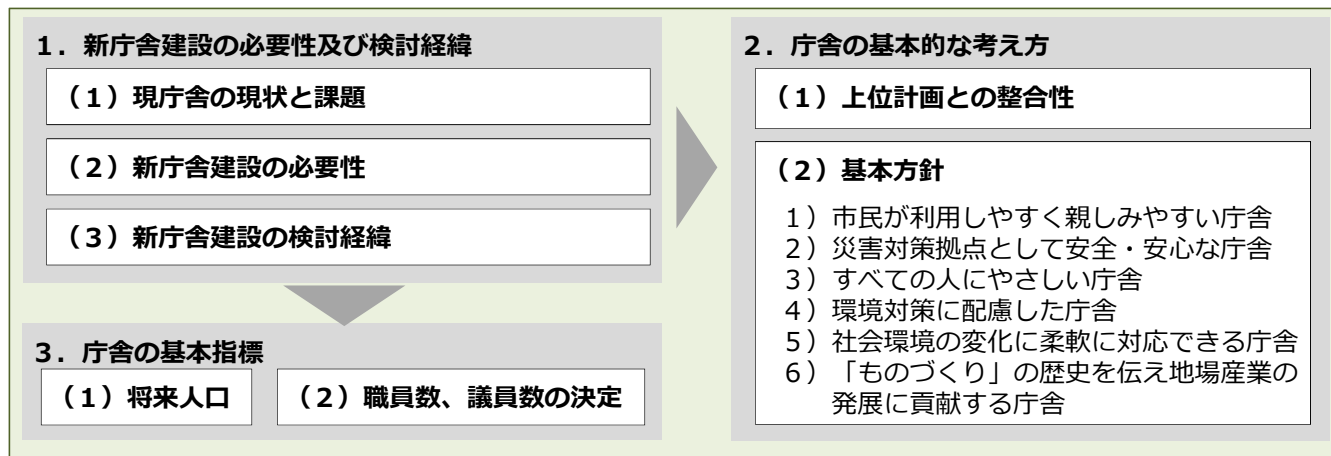 1．新庁舎建設の必要性及び検討経緯
（1）現庁舎の現状と課題
（2）新庁舎建設の必要性
（3）新庁舎建設の検討経緯
2．庁舎の基本的な考え方
（1）上位計画との整合性
（2）基本方針
1）市民が利用しやすく親しみやすい庁舎
2）災害対策拠点として安全・安心な庁舎
3）すべての人にやさしい庁舎
4）環境対策に配慮した庁舎
5）社会環境の変化に柔軟に対応できる庁舎
6）「ものづくり」の歴史を伝え地場産業の
発展に貢献する庁舎
3．庁舎の基本指標
（1）将来人口
（2）職員数、議員数の決定